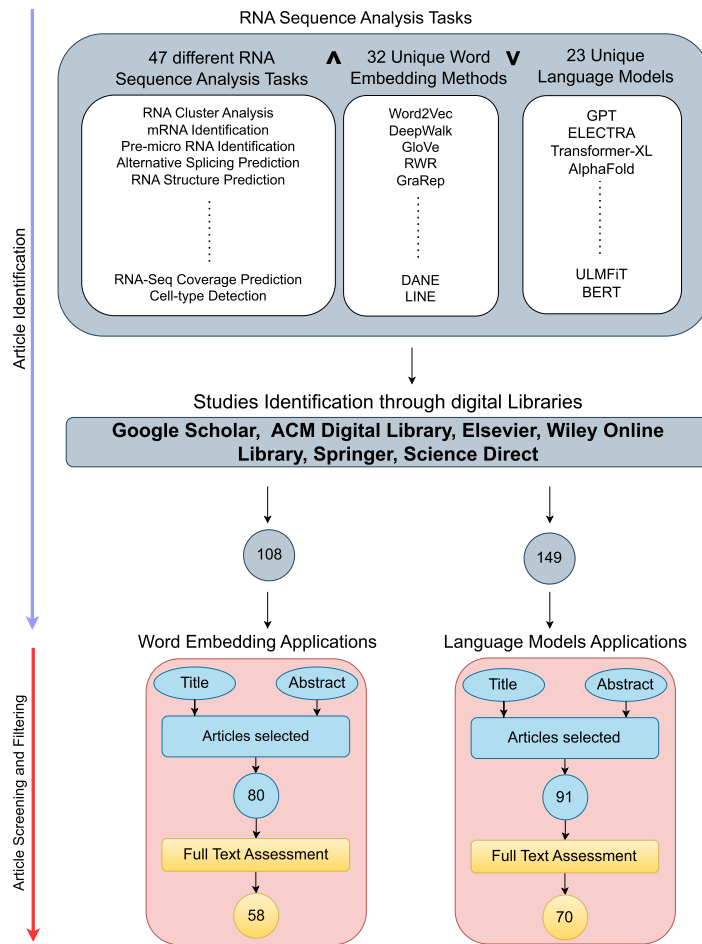 RNA Sequence Analysis Tasks
47 different RNA
Sequence Analysis Tasks
∧
32 Unique Word
Embedding Methods
∨
23 Unique
Language Models
RNA Cluster Analysis
mRNA Identification
Pre-micro RNA Identification
Alternative Splicing Prediction
RNA Structure Prediction
RNA-Seq Coverage Prediction
Cell-type Detection
Word2Vec
DeepWalk
GloVe
RWR
GraRep
DANE
LINE
GPT
ELECTRA
Transformer-XL
AlphaFold
ULMFiT
BERT
Article Identification
Studies Identification through digital Libraries
Google Scholar, ACM Digital Library, Elsevier, Wiley Online
Library, Springer, Science Direct
108
149
Word Embedding Applications
Language Models Applications
Article Screening and Filtering
Title
Abstract
Articles selected
80
Full Text Assessment
58
Title
Abstract
Articles selected
91
Full Text Assessment
70